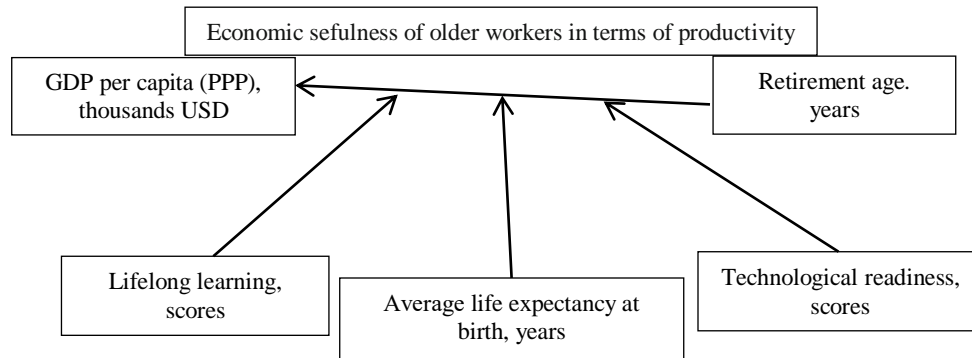 Economic sefulness of older workers in terms of productivity
GDP per capita (PPP),
thousands USD
Retirement age.
years
Lifelong learning,
scores
Average life expectancy at
birth, years
Technological readiness,
scores